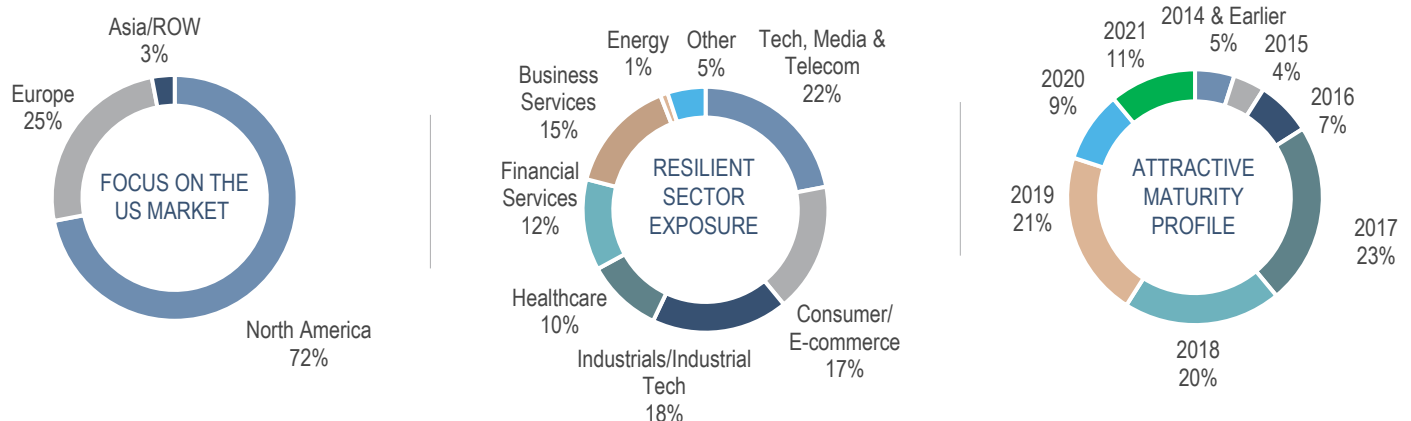 Asia/ROW
3%
Europe
25%
FOCUS ON THE
US MARKET
North America
72%
Energy
1%
Other
5%
Tech, Media &
Telecom
22%
Business
Services
15%
Financial
Services
12%
RESILIENT
SECTOR
EXPOSURE
Healthcare
10%
Industrials/Industrial
Tech
18%
Consumer/
E-commerce
17%
2021
11%
2014 & Earlier
5%
2015
4%
2020
9%
2016
7%
ATTRACTIVE
MATURITY
PROFILE
2019
21%
2017
23%
2018
20%